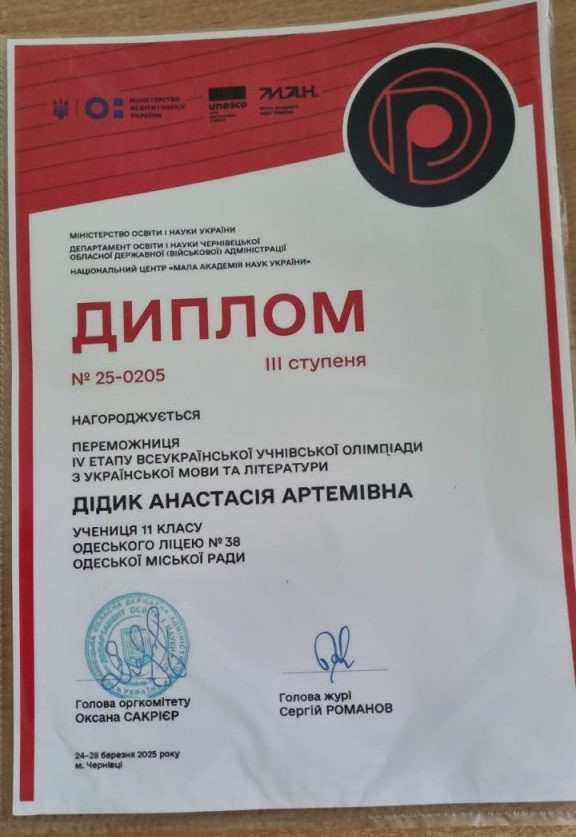 МІНІСТЕРСТВО
ОСВІТИ І НАУКИ
УКРАЇНИ
unesco
М.А.Н.
МІНІСТЕРСТВО ОСВІТИ І НАУКИ УКРАЇНИ
ДЕПАРТАМЕНТ ОСВІТИ І НАУКИ ЧЕРНІВЕЦЬКОЇ
ОБЛАСНОЇ ДЕРЖАВНОЇ (ВІЙСЬКОВОЇ) АДМІНІСТРАЦІЇ
НАЦІОНАЛЬНИЙ ЦЕНТР «МАЛА АКАДЕМІЯ НАУК УКРАЇНИ»
ДИПЛОМ
№ 25-0205
III ступеня
НАГОРОДЖУЄТЬСЯ
ПЕРЕМОЖНИЦЯ
IV ЕТАПУ ВСЕУКРАЇНСЬКОЇ УЧНІВСЬКОЇ ОЛІМПІАДИ
З УКРАЇНСЬКОЇ МОВИ ТА ЛІТЕРАТУРИ
ДІДИК АНАСТАСІЯ АРТЕМІВНА
УЧЕНИЦЯ 11 КЛАСУ
ОДЕСЬКОГО ЛІЦЕЮ № 38
ОДЕСЬКОЇ МІСЬКОЇ РАДИ
Голова оргкомітету
Оксана САКРІЄР
Голова журі
Сергій РОМАНОВ
24-28 березня 2025 року
м. Чернівці